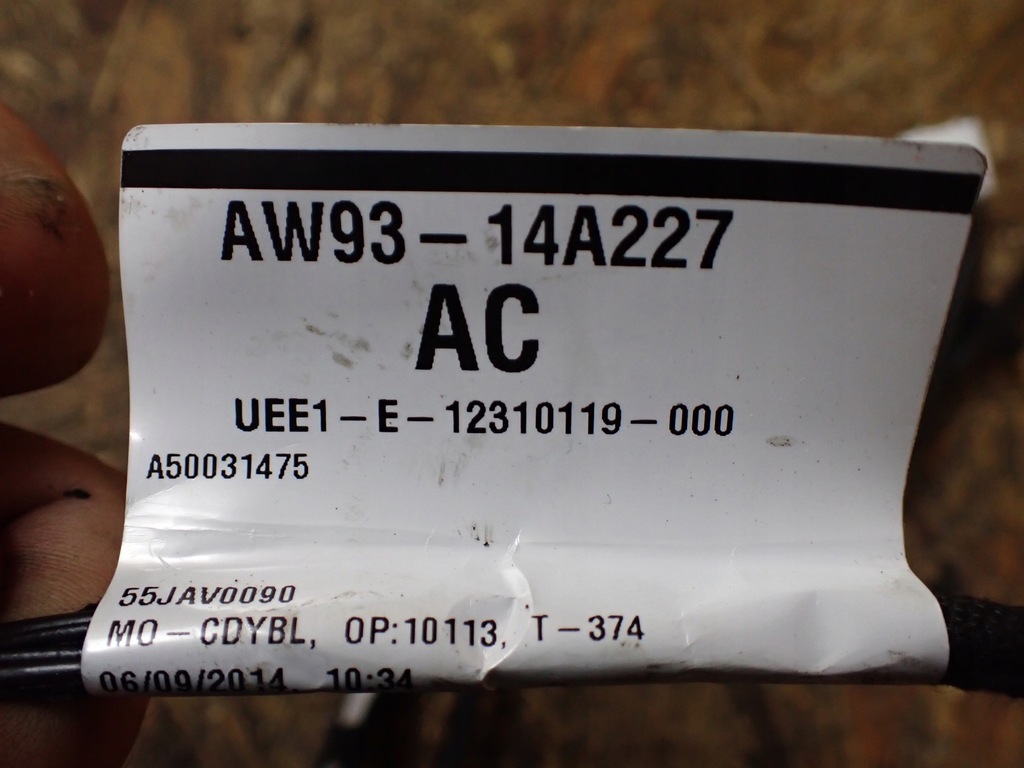 AW93-14A227
AC
UEE1-E-12310119-000
A50031475
55JAV0090
MO-CDYBL, OP:10113, T-374
06/09/2014, 10:34